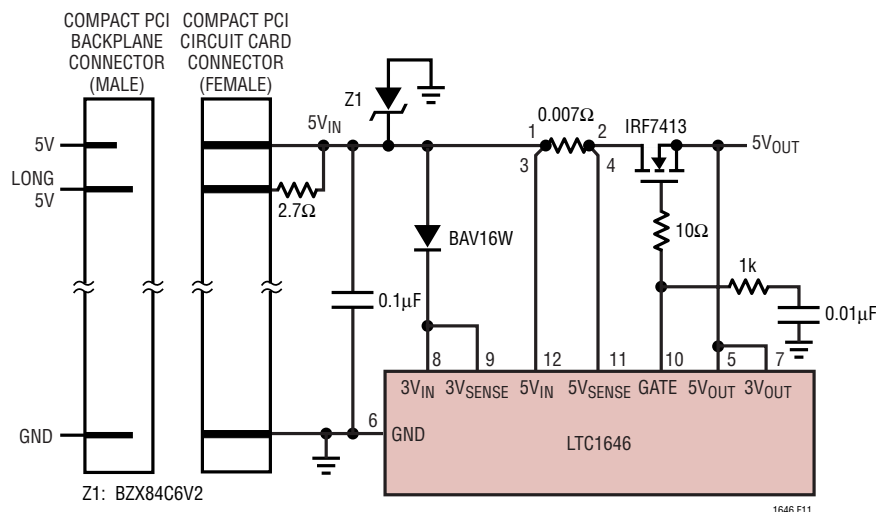 COMPACT PCI
BACKPLANE
CONNECTOR
(MALE)
COMPACT PCI
CIRCUIT CARD
CONNECTOR
(FEMALE)
Z1
5VIN
0.007Ω
1
2
3
4
IRF7413
5VOUT
5V
LONG
5V
2.7Ω
BAV16W
10Ω
1k
0.1µF
0.01µF
8
9
12
11
10
5
7
3VIN
3VSENSE
5VIN
5VSENSE
GATE
5VOUT
3VOUT
GND
6
GND
LTC1646
Z1: BZX84C6V2
1646 F11